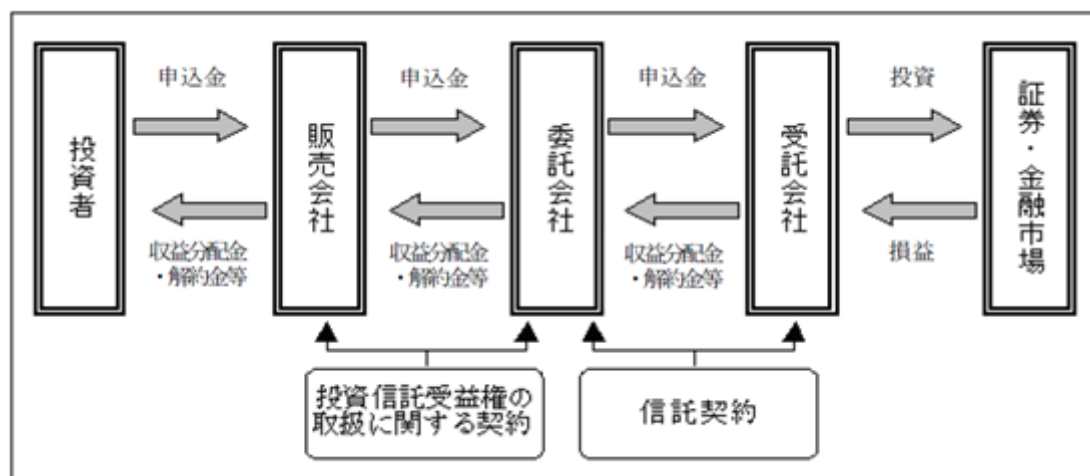 投資者
申込金
収益分配金
・解約金等
販売会社
申込金
収益分配金
・解約金等
委託会社
申込金
収益分配金
・解約金等
受託会社
投資
損益
証券・金融市場
投資信託受益権の
取扱に関する契約
信託契約